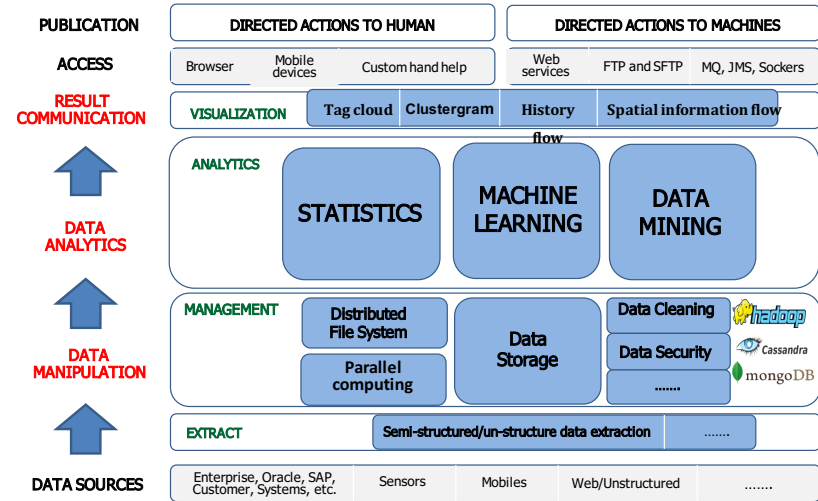 PUBLICATION
DIRECTED ACTIONS TO HUMAN
DIRECTED ACTIONS TO MACHINES
ACCESS
Browser
Mobile
devices
Custom hand help
Web
services
FTP and SFTP
MQ, JMS, Sockers
RESULT
COMMUNICATION
VISUALIZATION
Tag cloud
Clustergram
History
flow
Spatial information flow
ANALYTICS
STATISTICS
MACHINE
LEARNING
DATA
MINING
DATA
ANALYTICS
MANAGEMENT
Distributed
File System
Parallel
computing
Data
Storage
Data Cleaning
Data Security
.......
hadoop
Cassandra
mongoDB
DATA
MANIPULATION
EXTRACT
Semi-structured/un-structure data extraction
.......
DATA SOURCES
Enterprise, Oracle, SAP,
Customer, Systems, etc.
Sensors
Mobiles
Web/Unstructured
.......